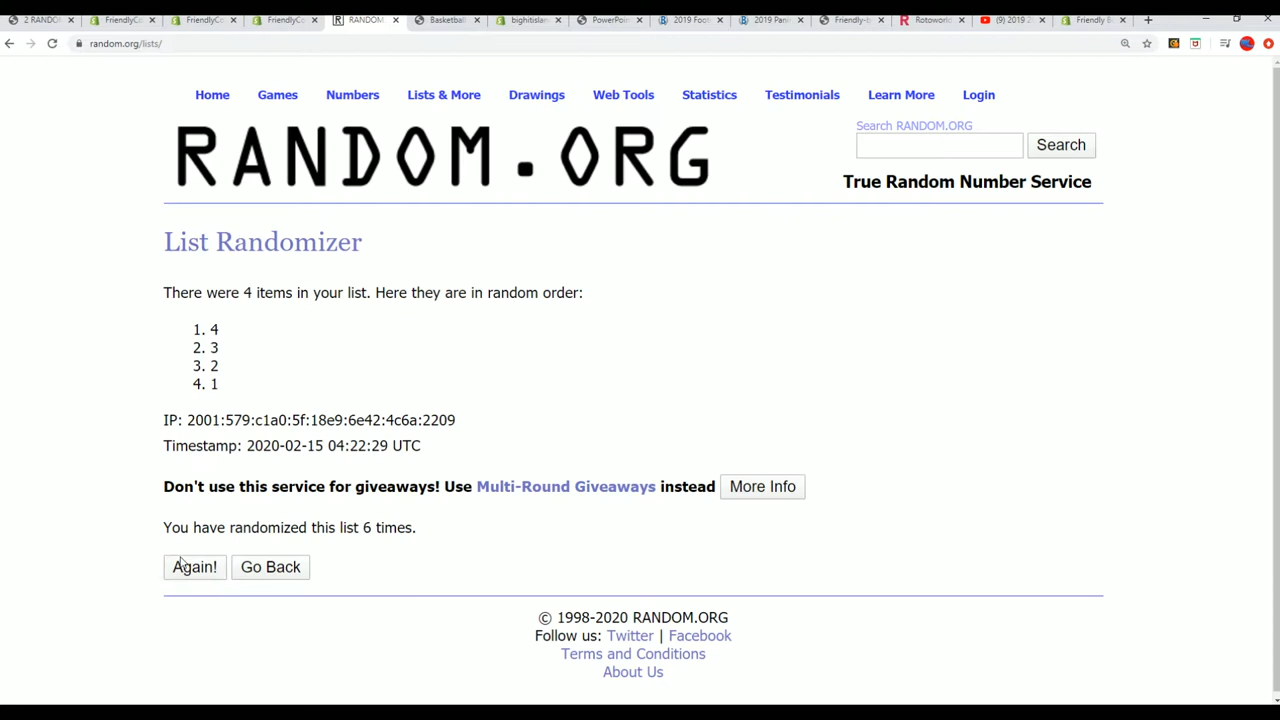 2 RANDO
FriendlyCo
FriendlyCo
FriendlyCo
RANDOM.
Basketball
bighitislam
PowerPoin
2019 Foot
2019 Panin
Friendly-b
Rotoworld
(9) 2019 2
Friendly B
random.org/lists/
Home Games Numbers Lists & More Drawings Web Tools Statistics Testimonials Learn More Login
RANDOM.ORG
Search RANDOM.ORG
Search
True Random Number Service
List Randomizer
There were 4 items in your list. Here they are in random order:
1. 4
2. 3
3. 2
4. 1
IP: 2001:579:c1a0:5f:18e9:6e42:4c6a:2209
Timestamp: 2020-02-15 04:22:29 UTC
Don't use this service for giveaways! Use Multi-Round Giveaways instead More Info
You have randomized this list 6 times.
Again! Go Back
© 1998-2020 RANDOM.ORG
Follow us: Twitter | Facebook
Terms and Conditions
About Us